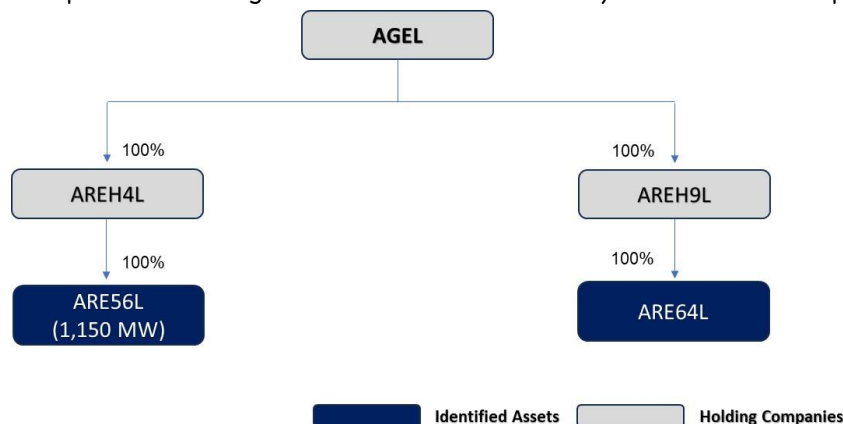 AGEL
100%
100%
AREH4L
AREH9L
100%
100%
ARE56L
(1,150 MW)
ARE64L
Identified Assets
Holding Companies